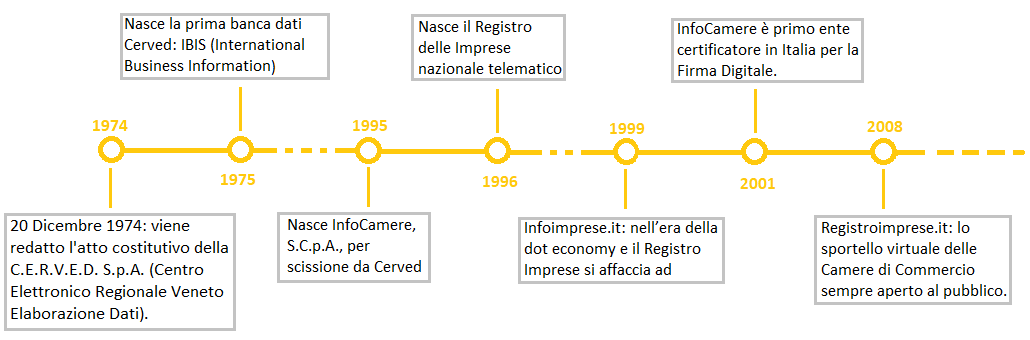 Nasce la prima banca dati
Cerved: IBIS (International
Business Information)
Nasce il Registro
delle Imprese
nazionale telematico
InfoCamere è primo ente
certificatore in Italia per la
Firma Digitale.
1974
1975
1995
1996
1999
2001
2008
20 Dicembre 1974: viene
redatto l'atto costitutivo della
C.E.R.V.E.D. S.p.A. (Centro
Elettronico Regionale Veneto
Elaborazione Dati).
Nasce InfoCamere,
S.C.p.A., per
scissione da Cerved
Infoimprese.it: nell’era della
dot economy e il Registro
Imprese si affaccia ad
Registroimprese.it: lo
sportello virtuale delle
Camere di Commercio
sempre aperto al pubblico.